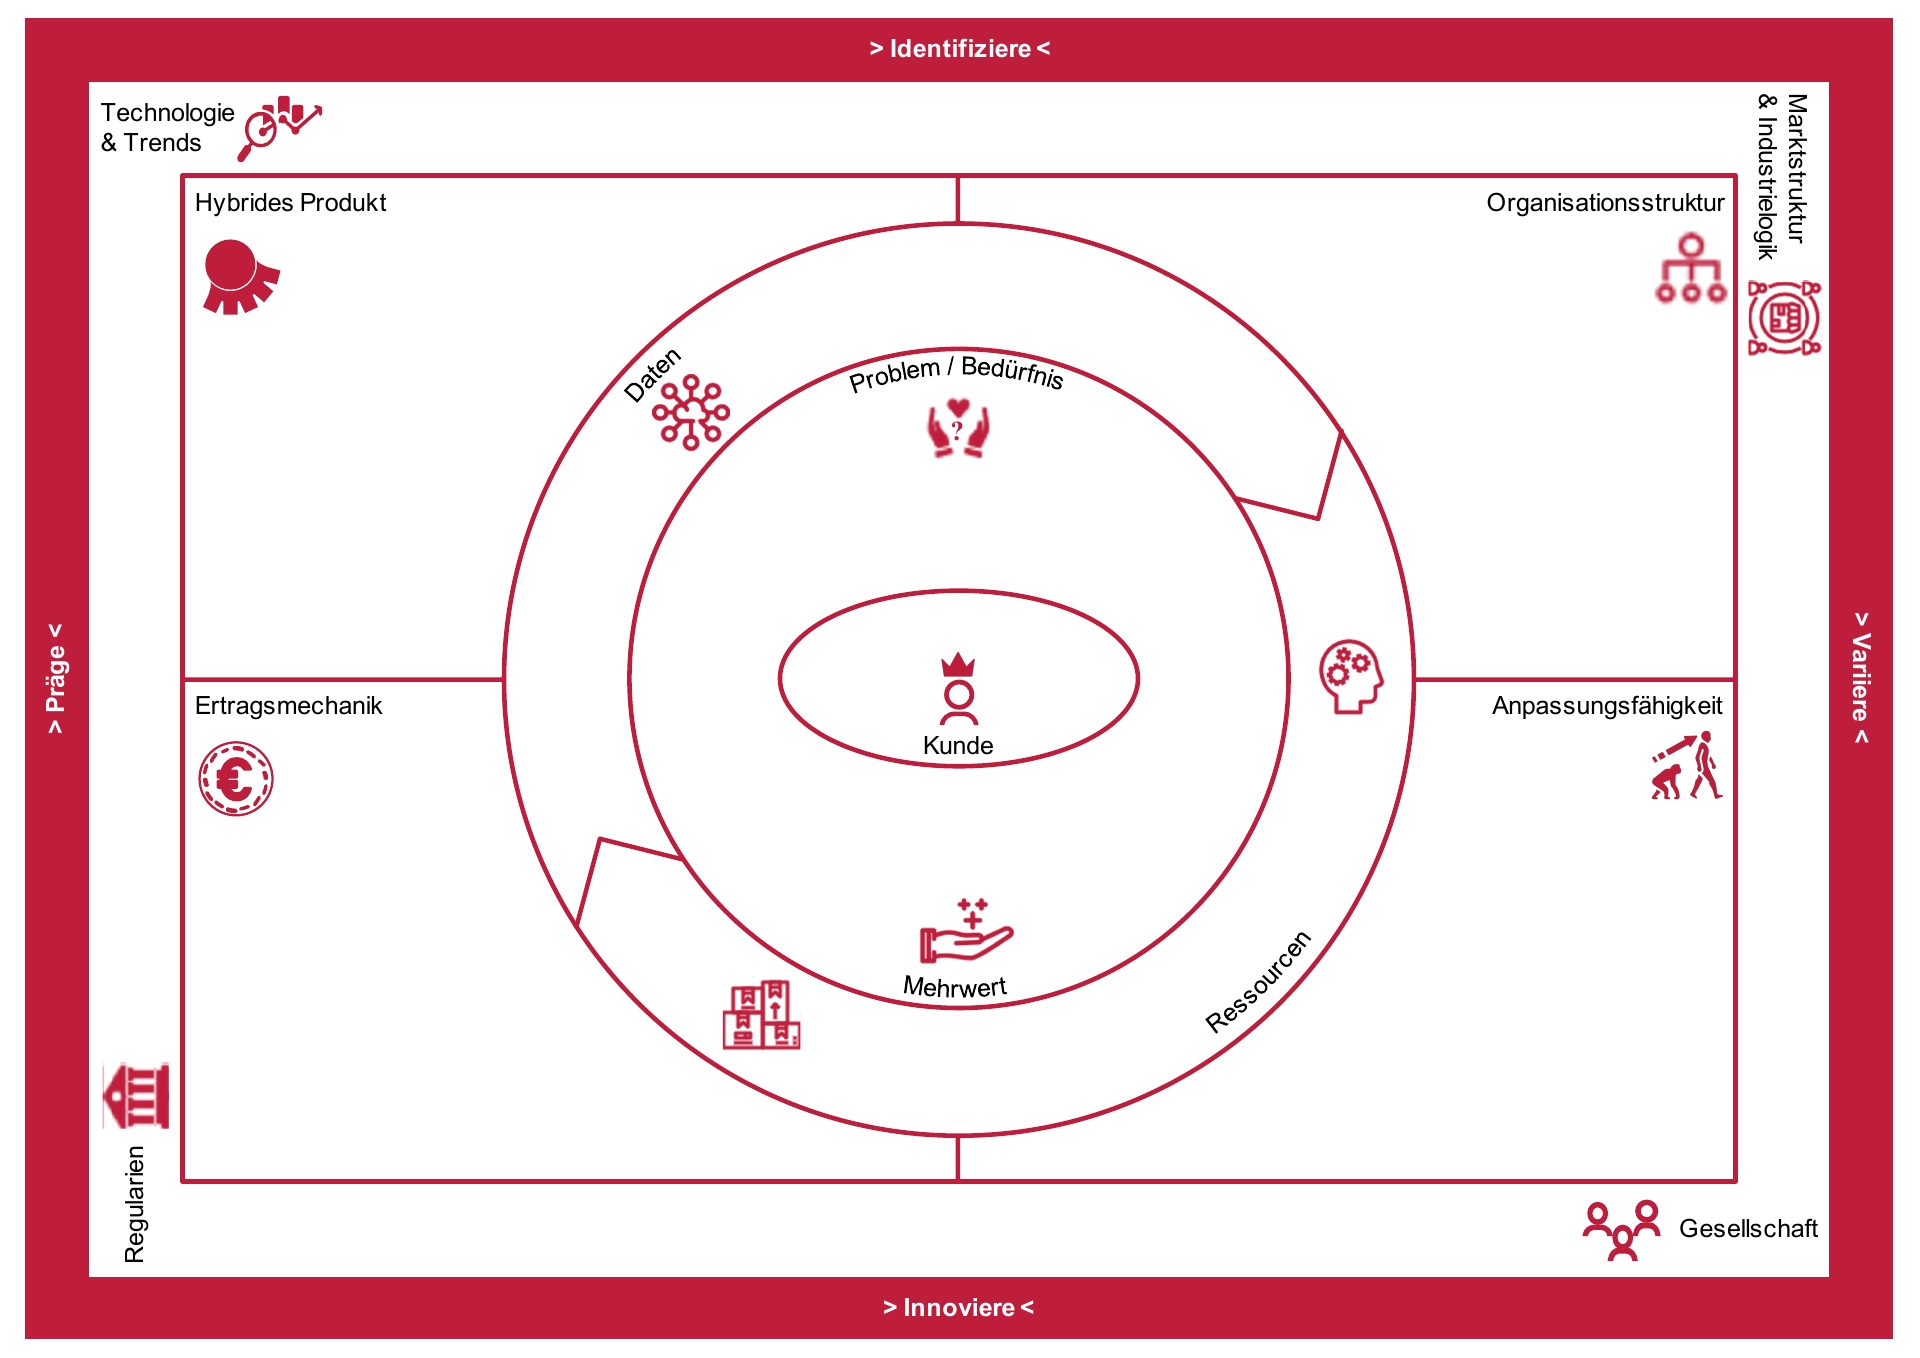 > Identifiziere <
Technologie
& Trends
Marktstruktur
& Industrielogik
Hybrides Produkt
Organisationsstruktur
Daten
Problem / Bedürfnis
?
> Präge <
> Variiere <
Kunde
Ertragsmechanik
€
Anpassungsfähigkeit
Mehrwert
Ressourcen
Regularien
Gesellschaft
> Innoviere <